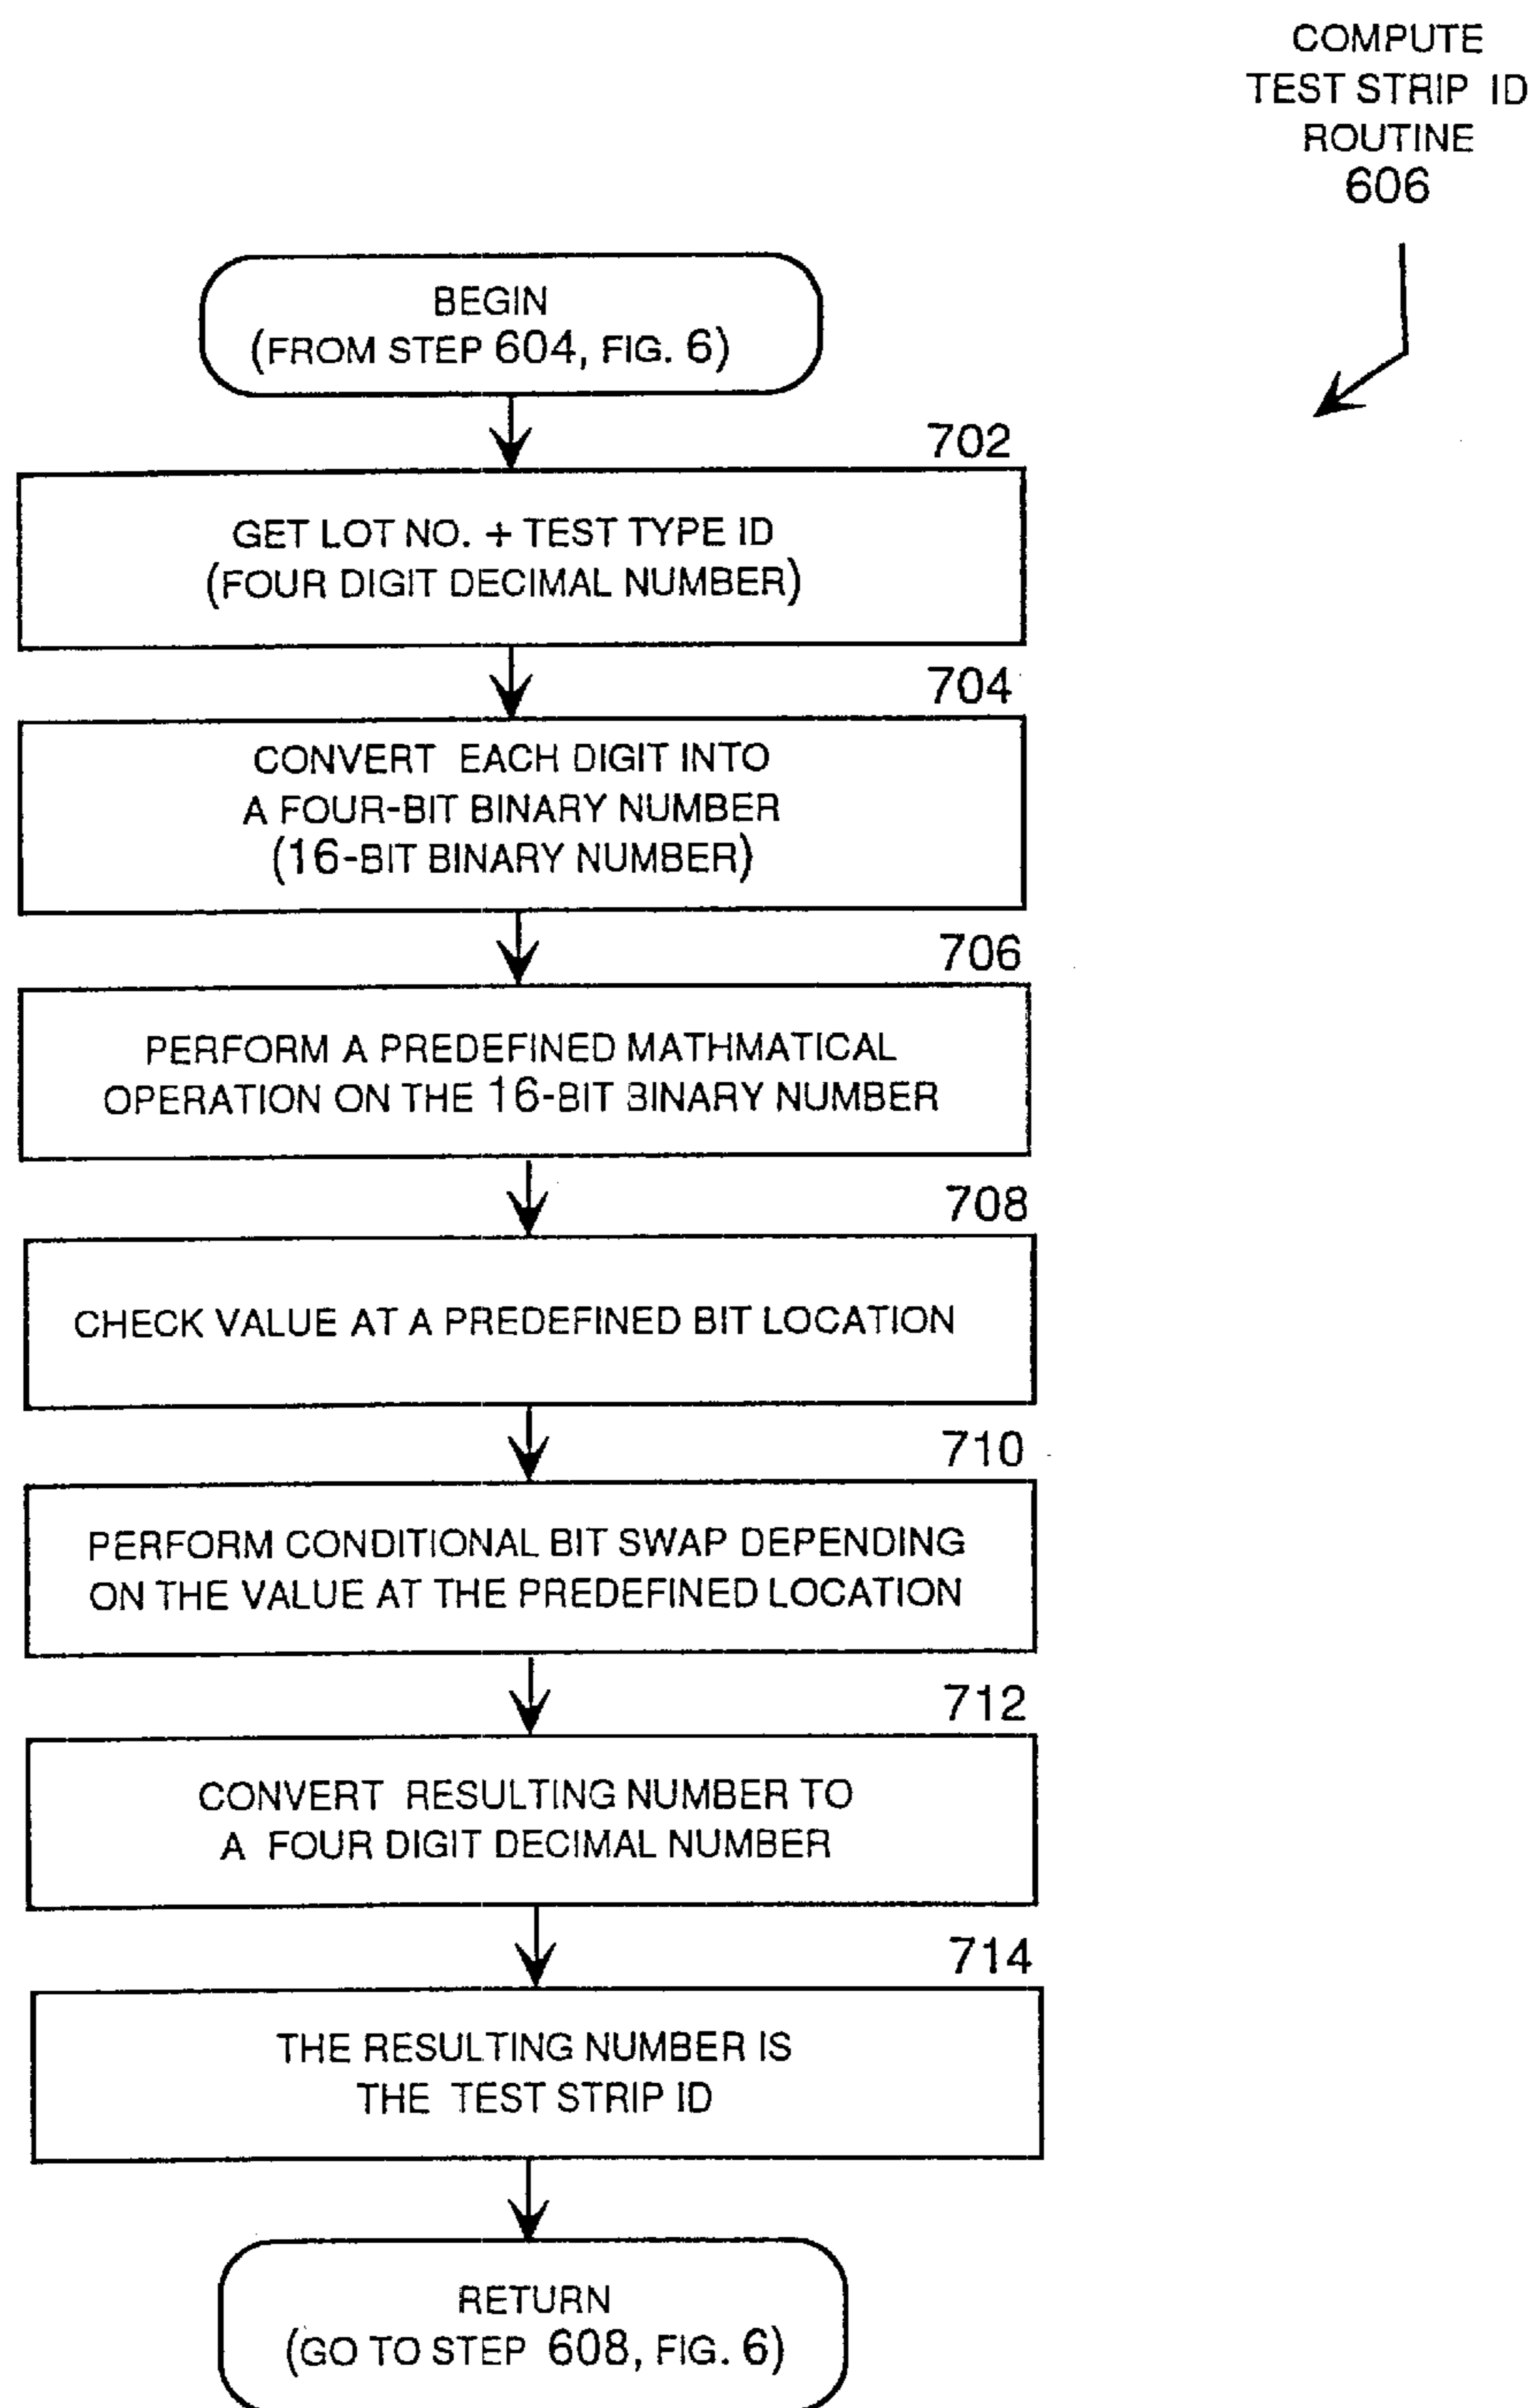 COMPUTE
TEST STRIP ID
ROUTINE
606
BEGIN
(FROM STEP 604, FIG. 6)
702
GET LOT NO. + TEST TYPE ID
(FOUR DIGIT DECIMAL NUMBER)
704
CONVERT EACH DIGIT INTO
A FOUR-BIT BINARY NUMBER
(16-BIT BINARY NUMBER)
706
PERFORM A PREDEFINED MATHMATICAL
OPERATION ON THE 16-BIT BINARY NUMBER
708
CHECK VALUE AT A PREDEFINED BIT LOCATION
710
PERFORM CONDITIONAL BIT SWAP DEPENDING
ON THE VALUE AT THE PREDEFINED LOCATION
712
CONVERT RESULTING NUMBER TO
A FOUR DIGIT DECIMAL NUMBER
714
THE RESULTING NUMBER IS
THE TEST STRIP ID
RETURN
(GO TO STEP 608, FIG. 6)